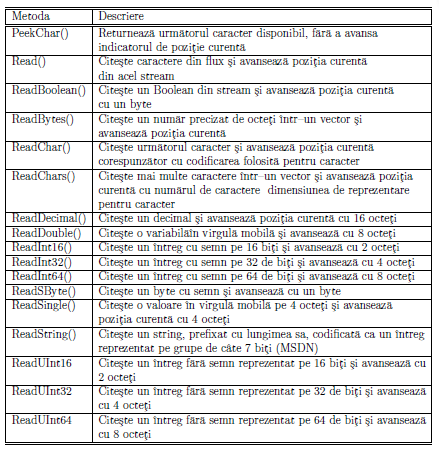 Metoda Descriere
PeekChar() Returnează următorul caracter disponibil, fără a avansa
indicatorul de poziţie curentă
Read() Citeşte caractere din flux şi avansează poziţia curentă
din acel stream
ReadBoolean() Citeşte un Boolean din stream şi avansează poziţia curentă
cu un byte
ReadBytes() Citeşte un număr precizat de octeţi într–un vector şi
avansează poziţia curentă
ReadChar() Citeşte următorul caracter şi avansează poziţia curentă
corespunzător cu codificarea folosită pentru caracter
ReadChars() Citeşte mai multe caractere într–un vector şi avansează poziţia
curentă cu numărul de caractere dimensiunea de reprezentare
pentru caracter
ReadDecimal() Citeşte un decimal şi avansează poziţia curentă cu 16 octeţi
ReadDouble() Citeşte o variabilăîn virgulă mobilă şi avansează cu 8 octeţi
ReadInt16() Citeşte un întreg cu semn pe 16 biţi şi avansează cu 2 octeţi
ReadInt32() Citeşte un întreg cu semn pe 32 de biţi şi avansează cu 4 octeţi
ReadInt64() Citeşte un întreg cu semn pe 64 de biţi şi avansează cu 8 octeţi
ReadSByte() Citeşte un byte cu semn şi avansează cu un byte
ReadSingle() Citeşte o valoare în virgulă mobilă pe 4 octeţi şi avansează
poziţia curentă cu 4 octeţi
ReadString() Citeşte un string, prefixat cu lungimea sa, codificată ca un întreg
reprezentat pe grupe de câte 7 biţi (MSDN)
ReadUInt16 Citeşte un întreg fără semn reprezentat pe 16 biţi şi avansează cu
2 octeţi
ReadUInt32 Citeşte un întreg fără semn reprezentat pe 32 de biţi şi avansează
cu 4 octeţi
ReadUInt64 Citeşte un întreg fără semn reprezentat pe 64 de biţi şi avansează
cu 8 octeţi